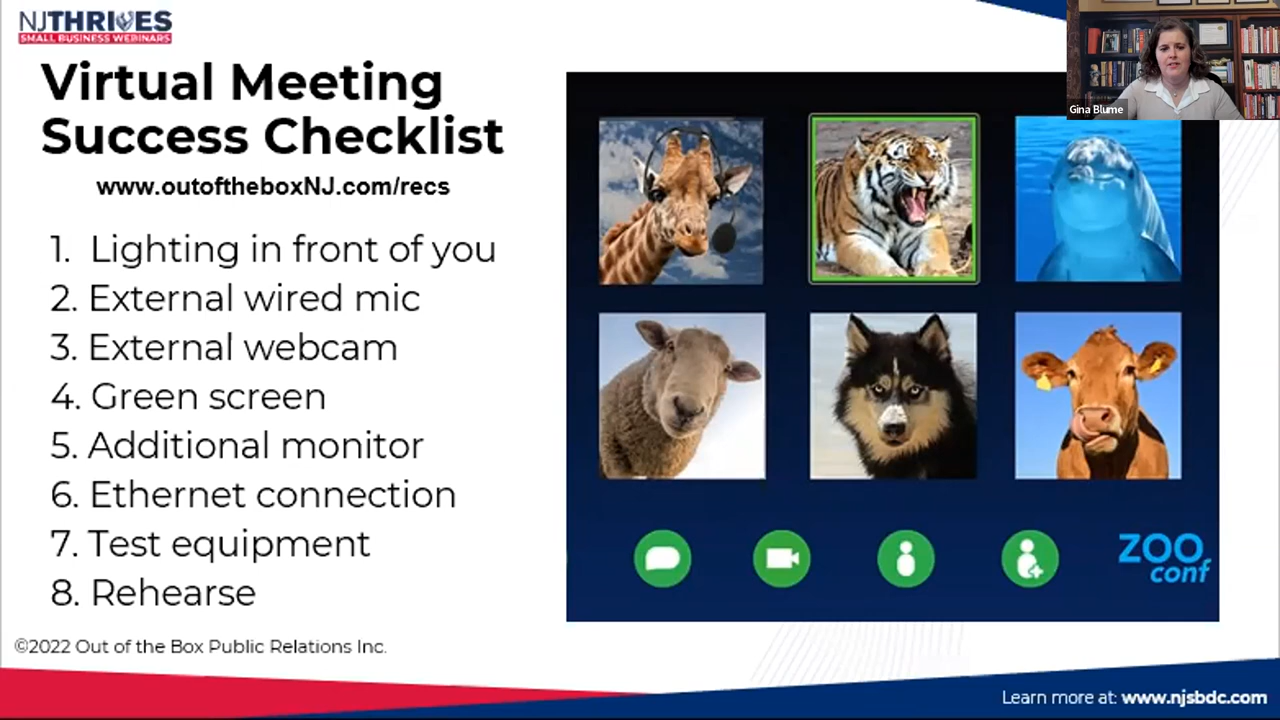 NJTHRIVES
SMALL BUSINESS WEBINARS
Virtual Meeting
Success Checklist
www.outoftheboxNJ.com/recs
1. Lighting in front of you
2. External wired mic
3. External webcam
4. Green screen
5. Additional monitor
6. Ethernet connection
7. Test equipment
8. Rehearse
©2022 Out of the Box Public Relations Inc.
Gina Blume
ZOO
conf
Learn more at: www.njsbdc.com